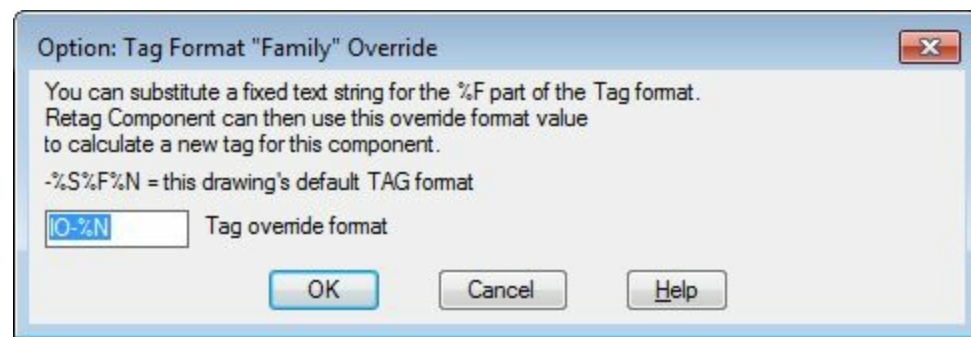 Option: Tag Format "Family" Override
You can substitute a fixed text string for the %F part of the Tag format.
Retag Component can then use this override format value
to calculate a new tag for this component.
-%S%F%N = this drawing's default TAG format
IO-%N Tag override format
OK Cancel Help